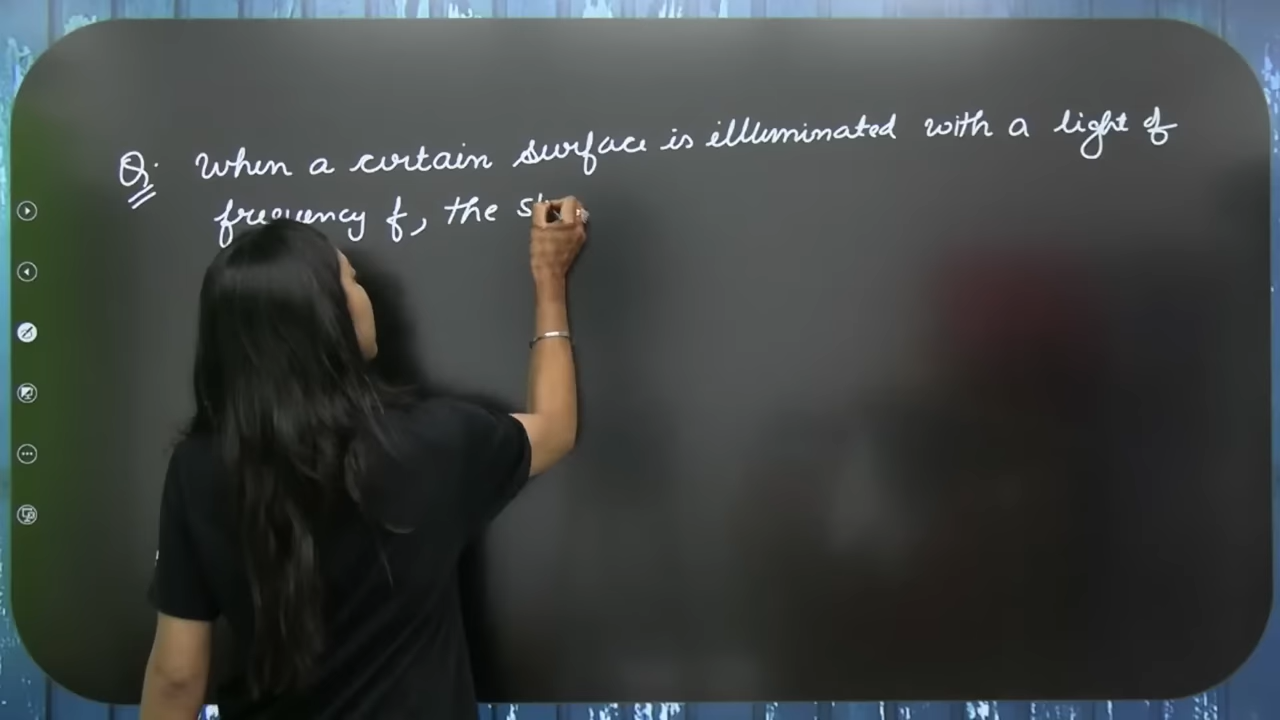 Q. When a certain surface is illuminated with a light of
frequency f, the